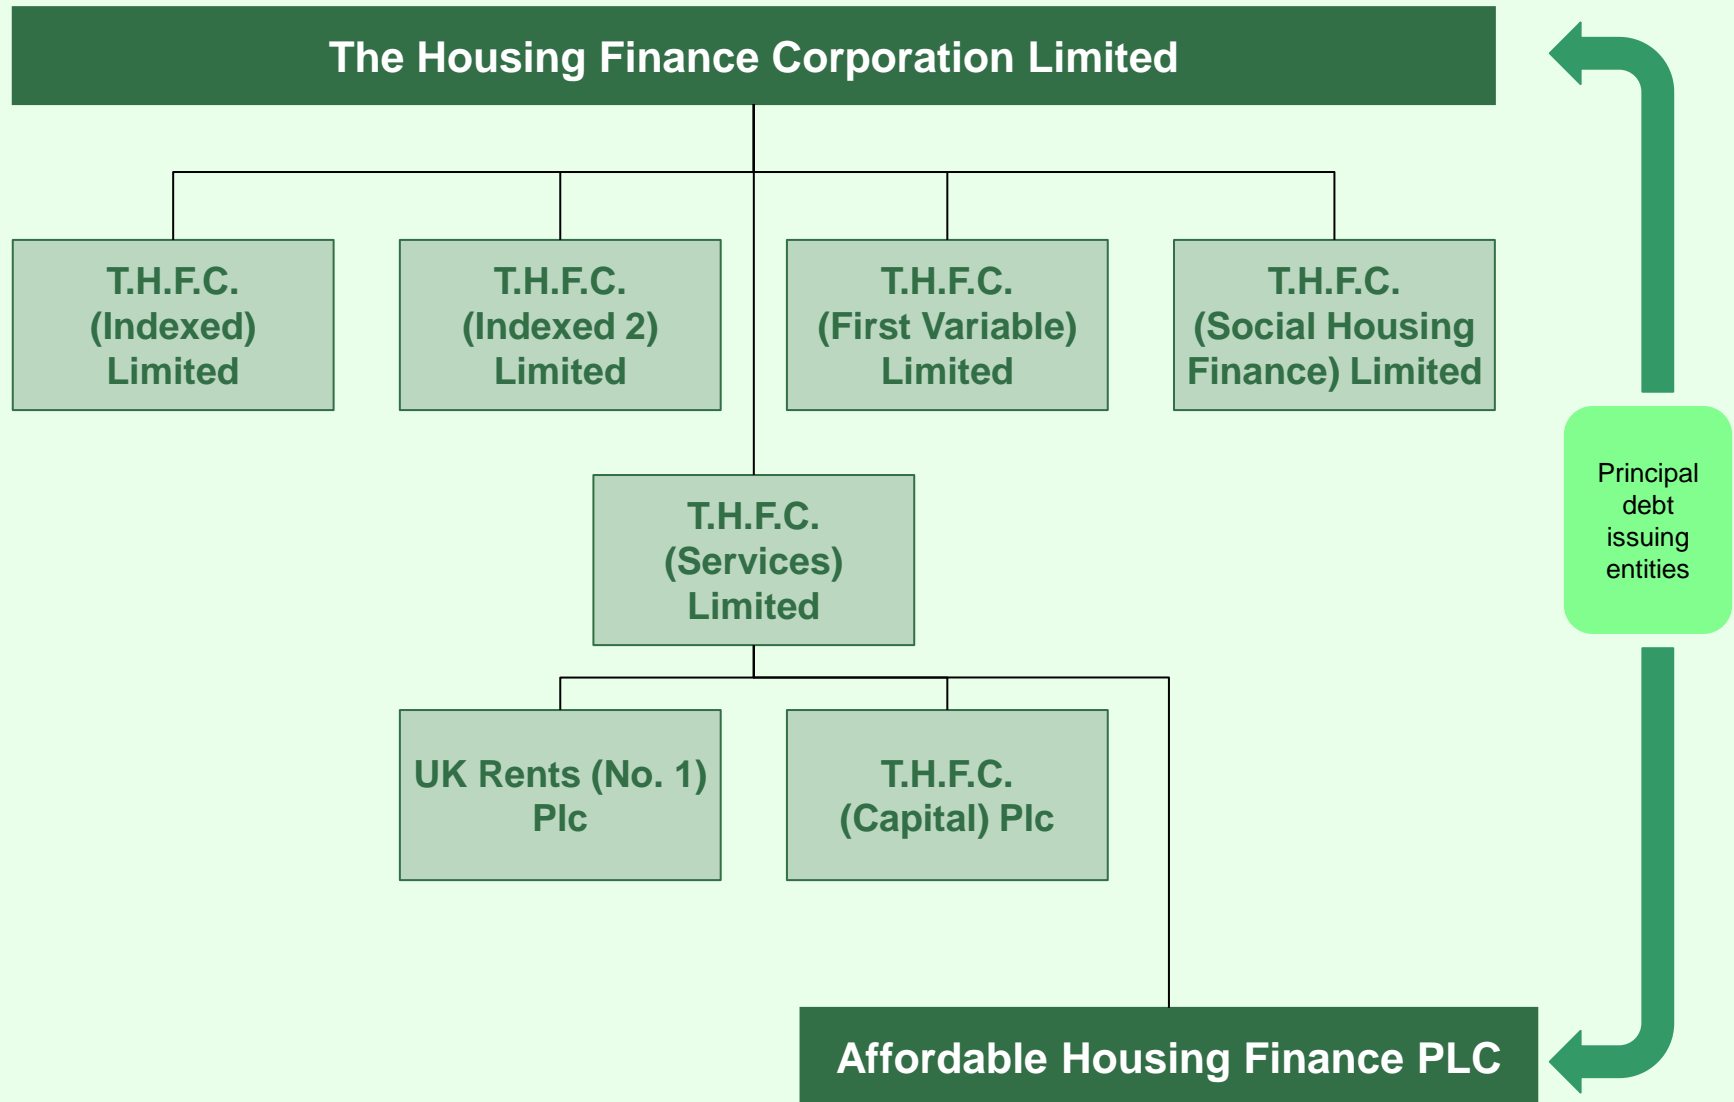 The Housing Finance Corporation Limited
T.H.F.C.
(Indexed)
Limited
T.H.F.C.
(Indexed 2)
Limited
T.H.F.C.
(First Variable)
Limited
T.H.F.C.
(Social Housing
Finance) Limited
Principal
debt
issuing
entities
T.H.F.C.
(Services)
Limited
UK Rents (No. 1)
Plc
T.H.F.C.
(Capital) Plc
Affordable Housing Finance PLC